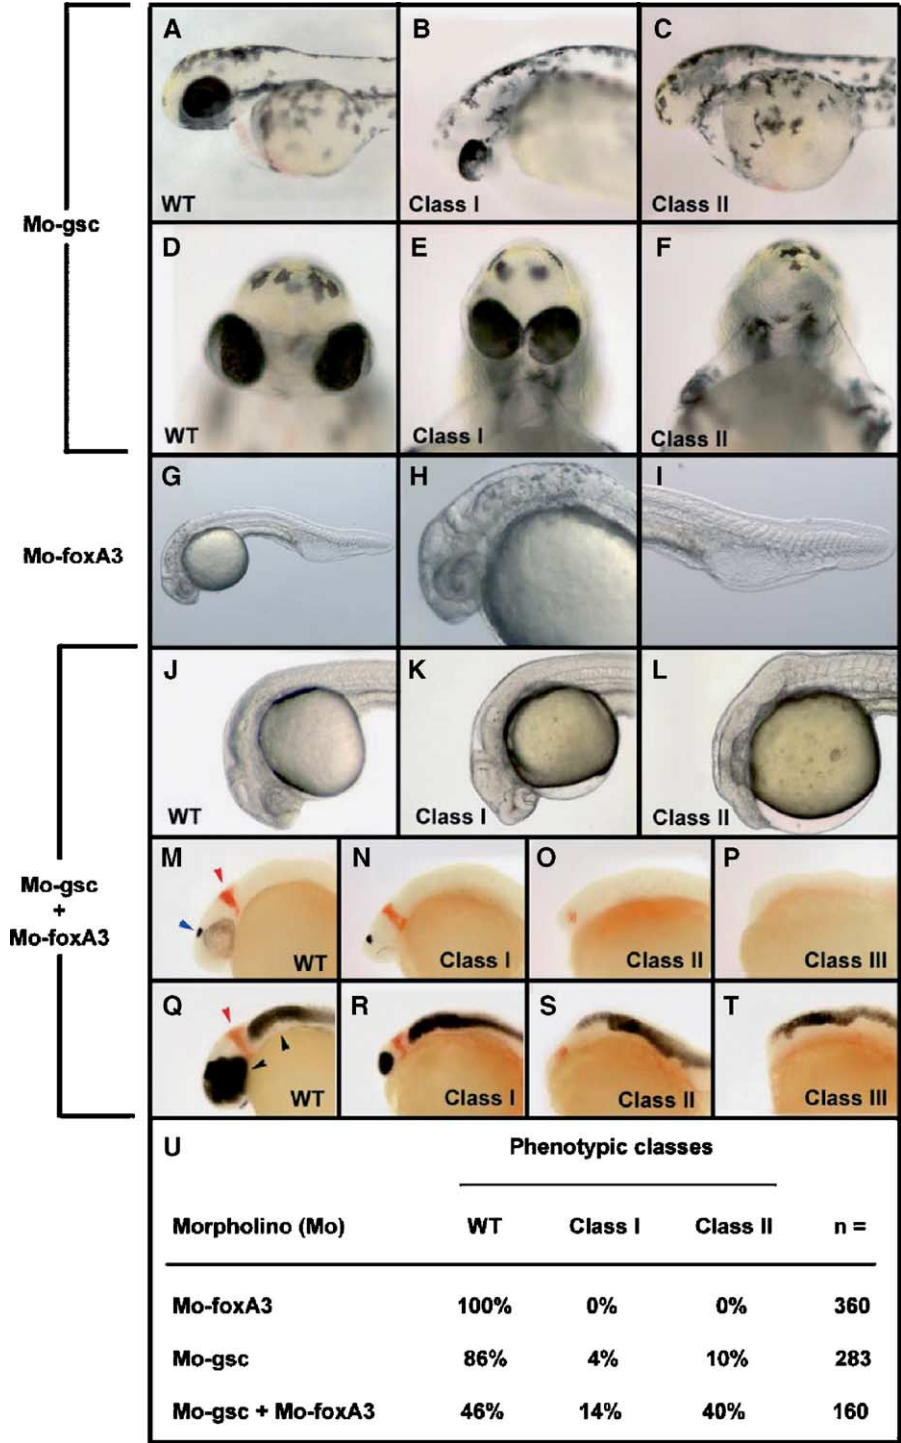 A
B
C
WT
Class I
Class II
Mo-gsc
D
E
F
WT
Class I
Class II
G
H
I
Mo-foxA3
J
K
L
WT
Class I
Class II
M
N
O
P
Mo-gsc
+
Mo-foxA3
WT
Class I
Class II
Class III
Q
R
S
T
WT
Class I
Class II
Class III
U
Phenotypic classes
Morpholino (Mo) WT Class I Class II n =
Mo-foxA3 100% 0% 0% 360
Mo-gsc 86% 4% 10% 283
Mo-gsc + Mo-foxA3 46% 14% 40% 160